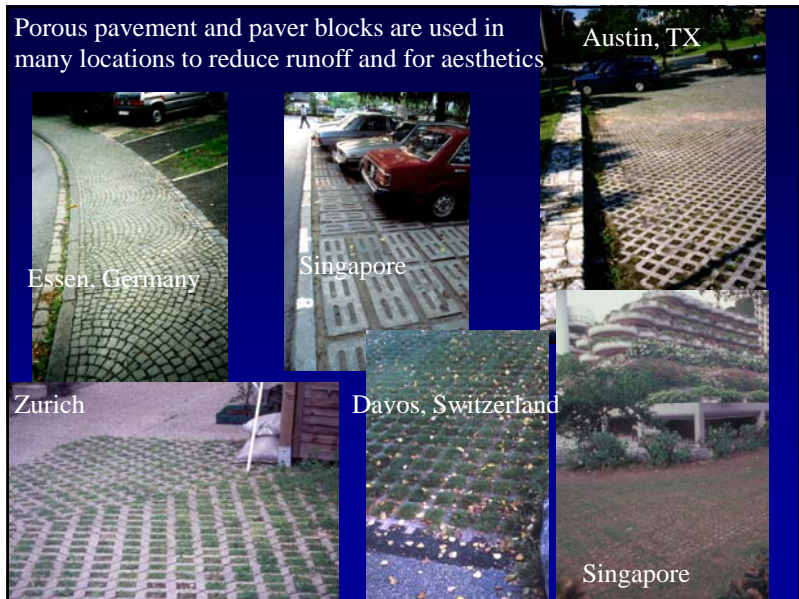 Porous pavement and paver blocks are used in
many locations to reduce runoff and for aesthetics
Austin, TX
Essen, Germany
Singapore
Zurich
Davos, Switzerland
Singapore